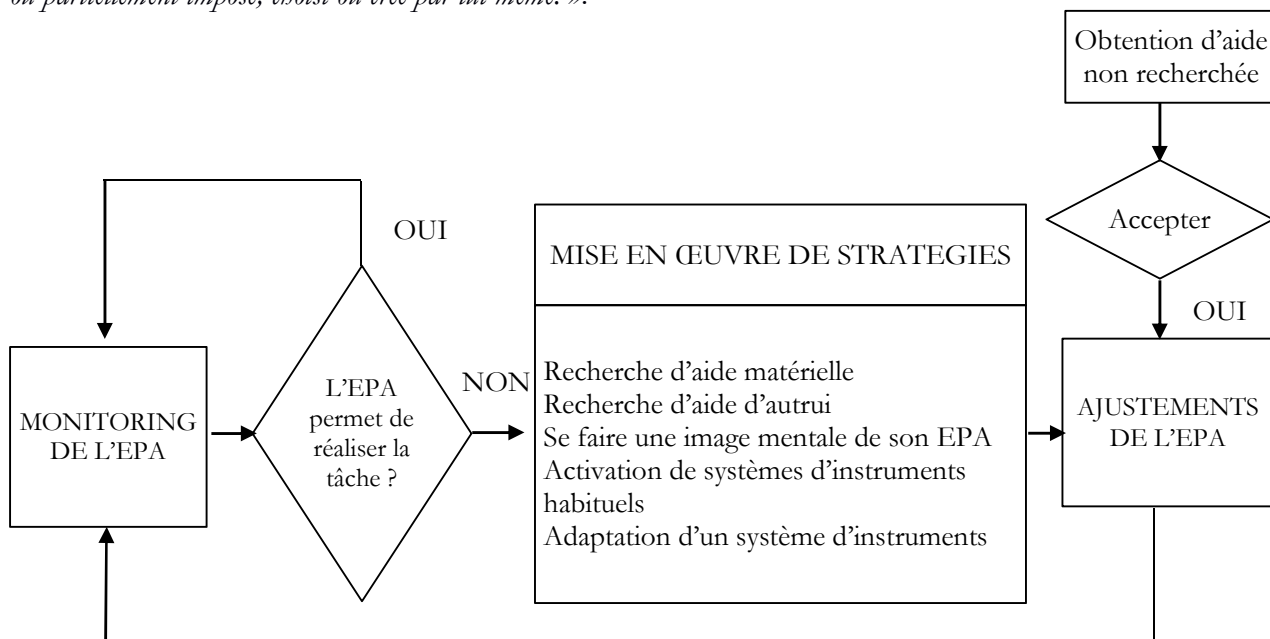 ou partiellement imposé, choisi ou créé par lui-même. ».
Obtention d'aide
non recherchée
Accepter
OUI
OUI
MISE EN ŒUVRE DE STRATEGIES
MONITORING
DE L'EPA
L'EPA
permet de
réaliser la
tâche ?
NON
Recherche d'aide matérielle
Recherche d'aide d'autrui
Se faire une image mentale de son EPA
Activation de systèmes d'instruments
habituels
Adaptation d'un système d'instruments
AJUSTEMENTS
DE L'EPA